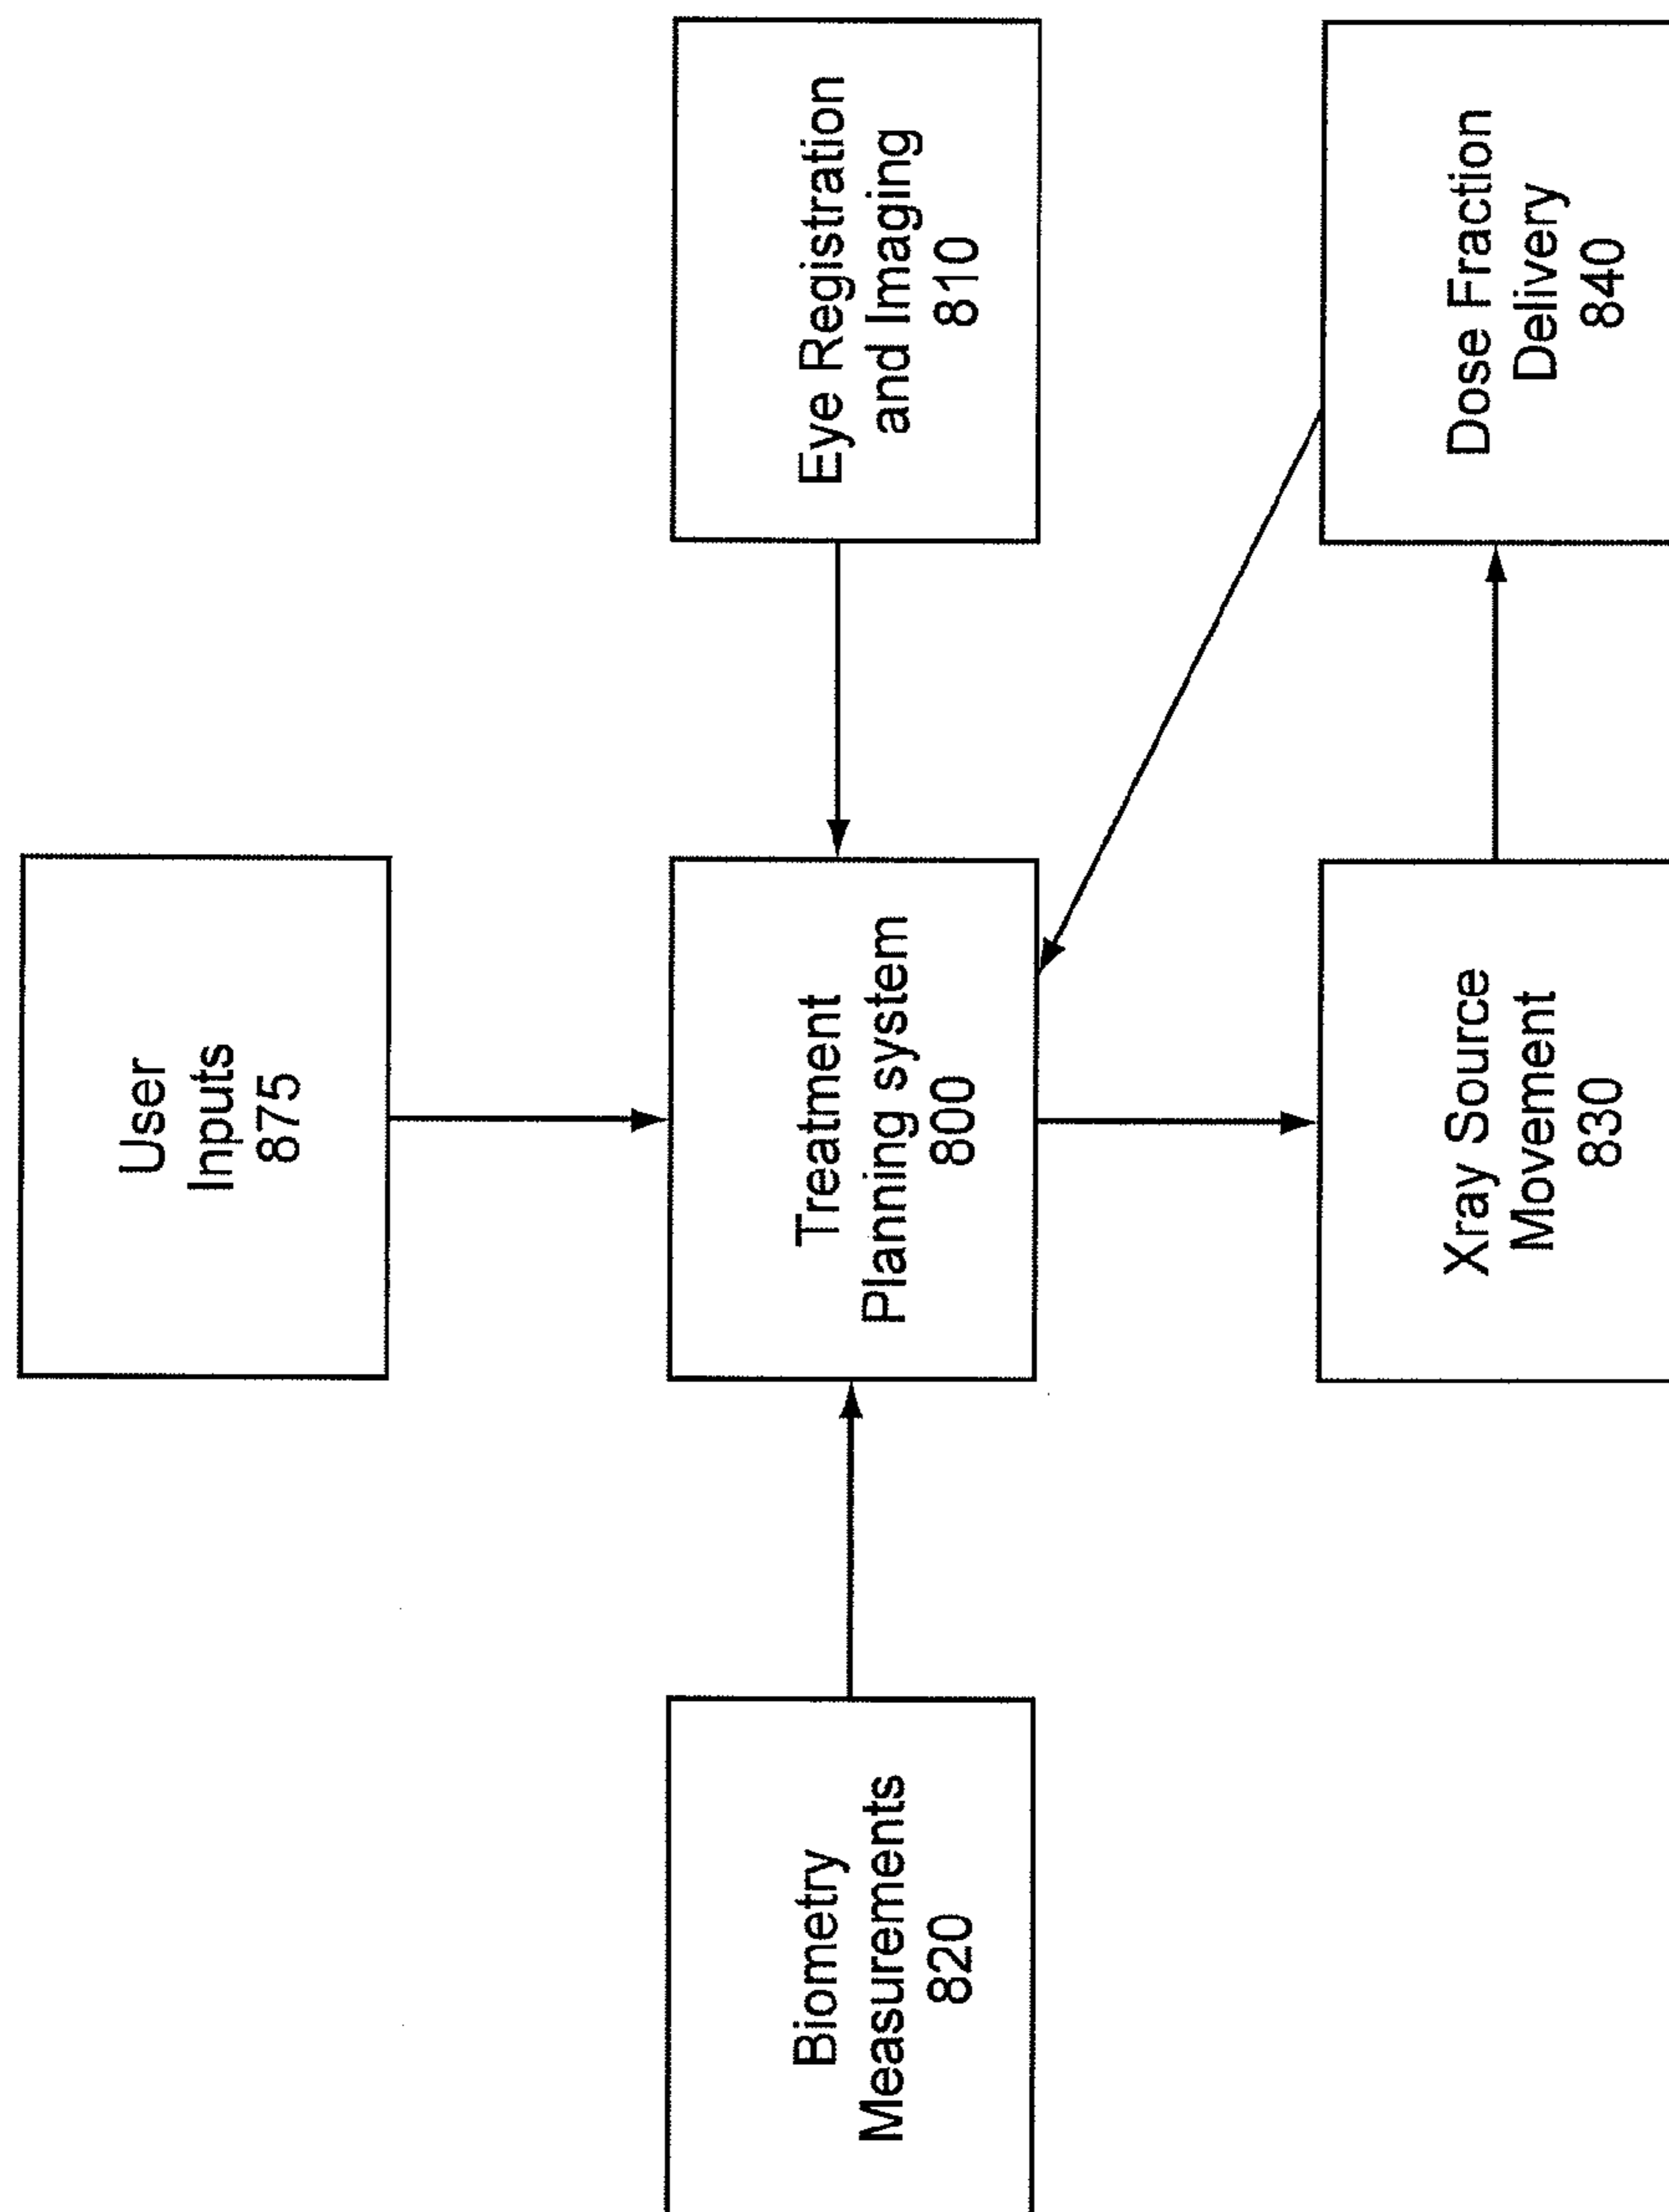 User
Inputs
875
Biometry
Measurements
820
Treatment
Planning system
800
Eye Registration
and Imaging
810
Xray Source
Movement
830
Dose Fraction
Delivery
840